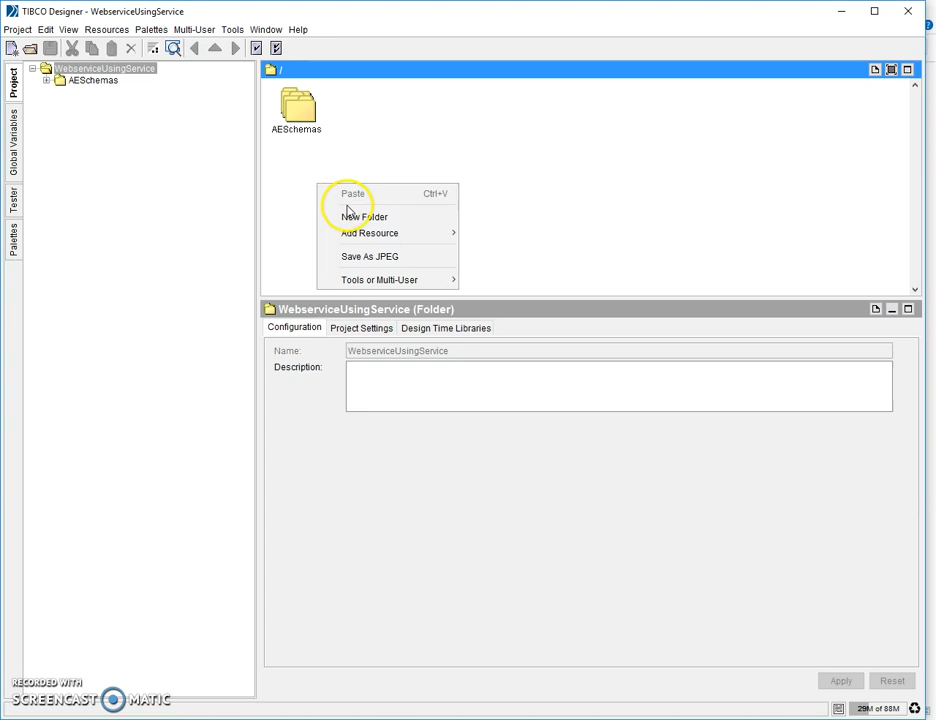 TIBCO Designer - WebserviceUsingService
Project Edit View Resources Palettes Multi-User Tools Window Help
Project
Global Variables
Tester
Palettes
WebserviceUsingService
AESchemas
/
AESchemas
Paste Ctrl+V
New Folder
Add Resource
Save As JPEG
Tools or Multi-User
WebserviceUsingService (Folder)
Configuration Project Settings Design Time Libraries
Name: WebserviceUsingService
Description:
Apply Reset
RECORDED WITH
SCREENCAST MATIC
29M of 88M